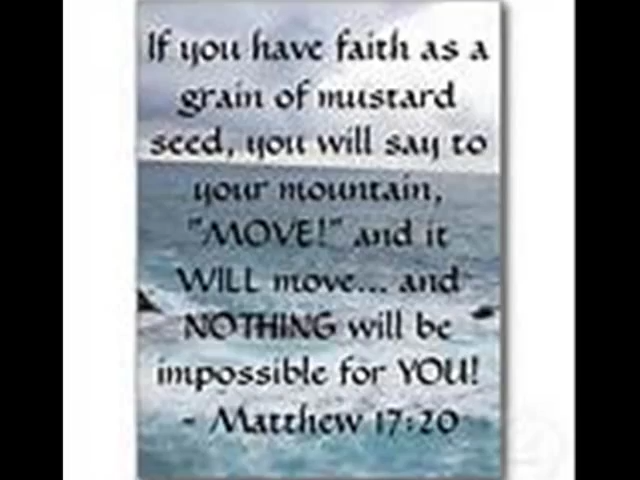 If you have faith as a
grain of mustard
seed, you will say to
your mountain,
"MOVE!" and it
WILL move... and
NOTHING will be
impossible for YOU!
- Matthew 17:20